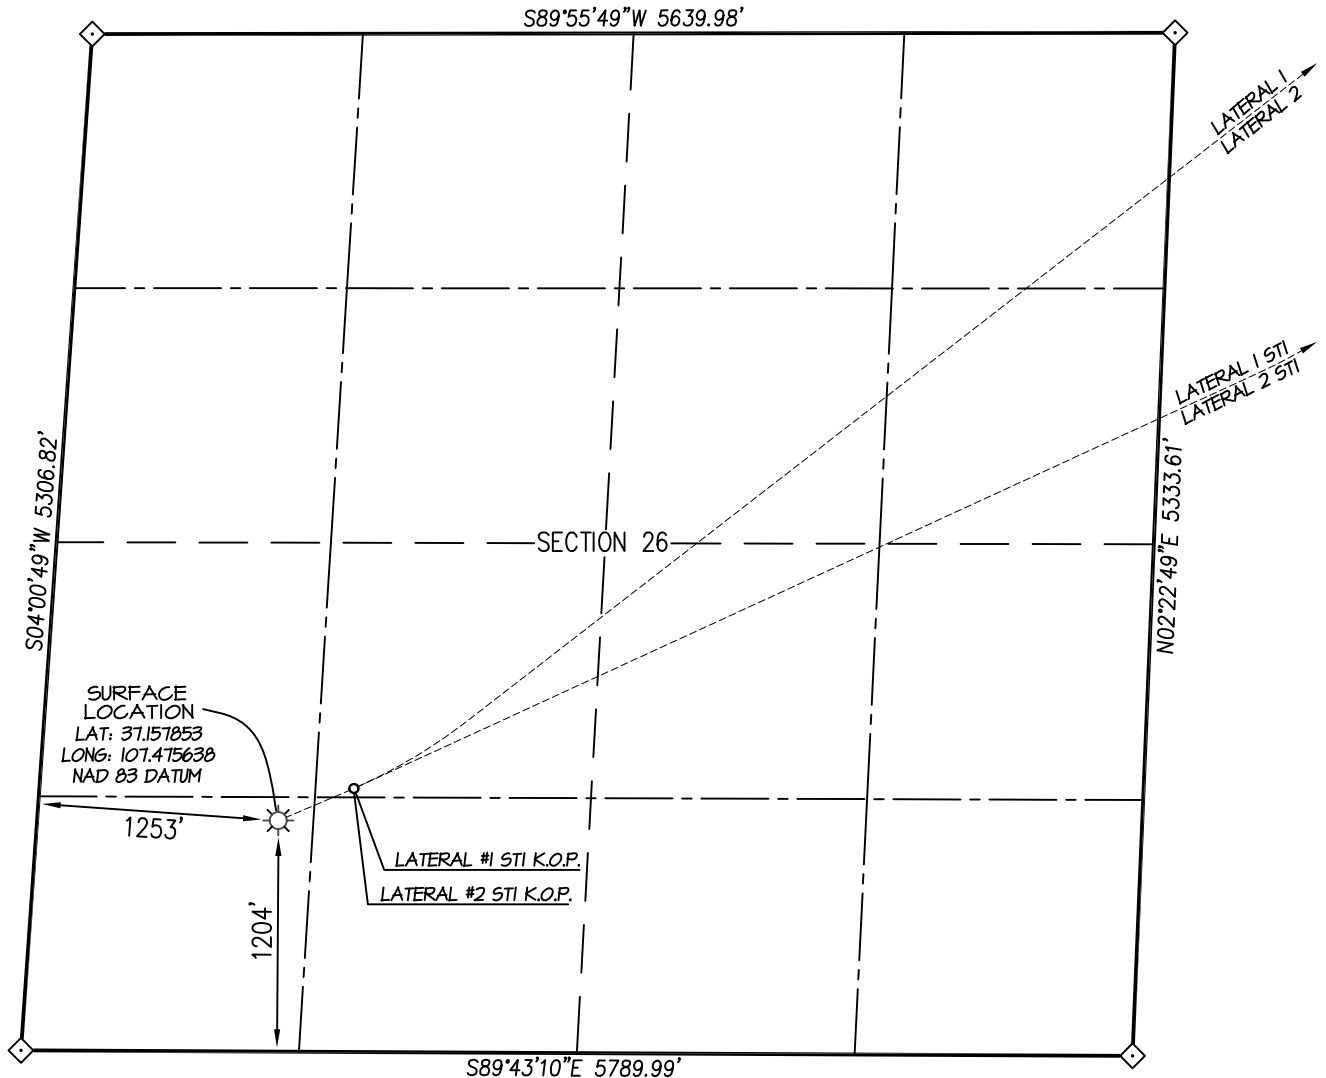 S89°55'49"W 5639.98'
LATERAL 1
LATERAL 2
LATERAL 1 ST1
LATERAL 2 ST1
S04°00'49"W 5306.82'
N02°22'49"E 5333.61'
SECTION 26
SURFACE
LOCATION
LAT: 37.157853
LONG: 107.475638
NAD 83 DATUM
1253'
1204'
LATERAL #1 ST1 K.O.P.
LATERAL #2 ST1 K.O.P.
S89°43'10"E 5789.99'